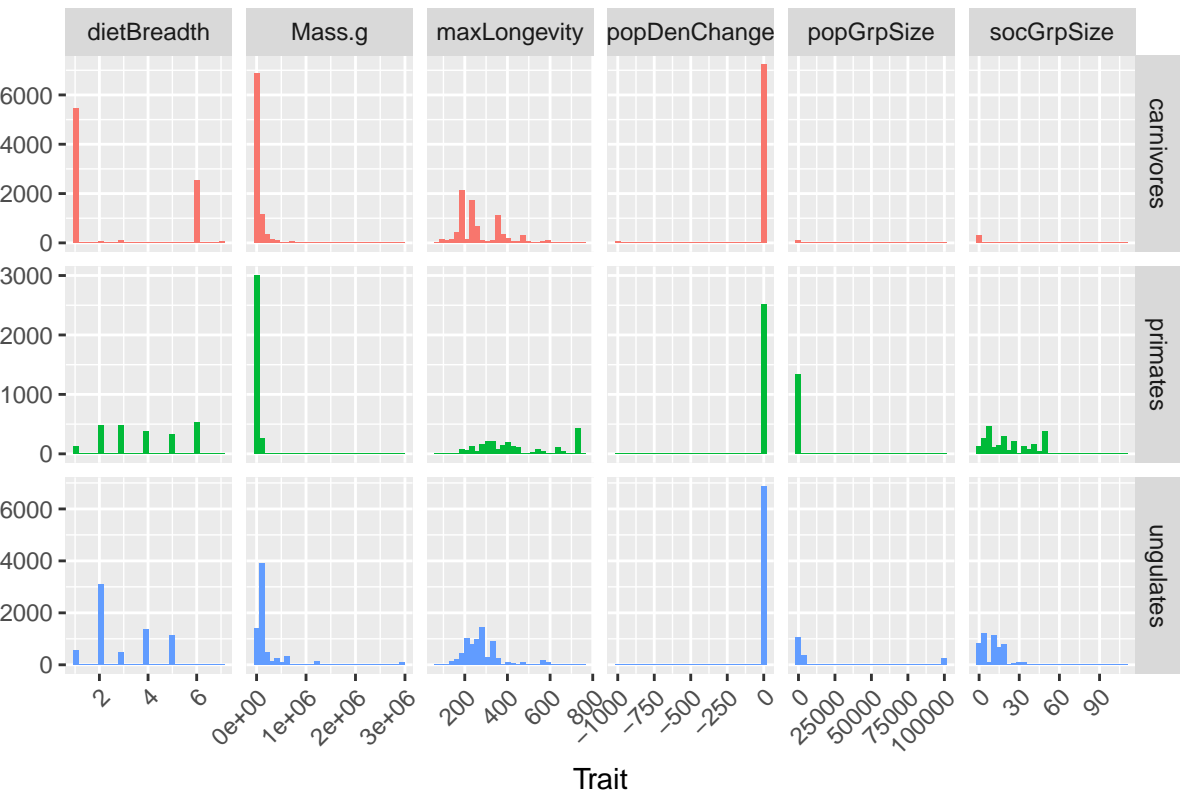 dietBreadth Mass.g maxLongevity popDenChange popGrpSize socGrpSize
6000
4000
2000
0
carnivores
3000
2000
1000
0
primates
6000
4000
2000
0
ungulates
2 4 6 0e+00 1e+06 2e+06 3e+06 200 400 600 800 −1000 −750 −500 −250 0 0 25000 50000 75000 100000 0 30 60 90
Trait